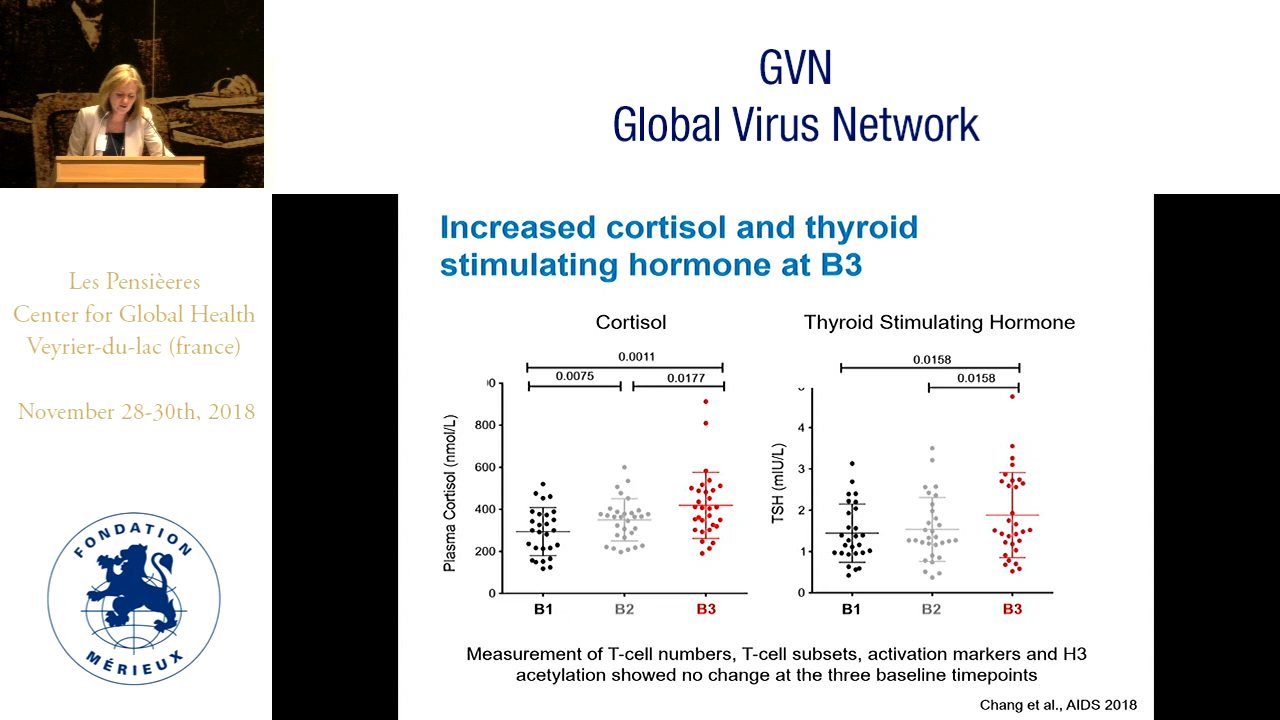 GVN
Global Virus Network
Les Pensièeres
Center for Global Health
Veyrier-du-lac (france)
November 28-30th, 2018
FONDATION
MÉRIEUX
Increased cortisol and thyroid
stimulating hormone at B3
Cortisol
0.0011
0.0075
0.0177
Plasma Cortisol (nmol/L)
800
600
400
200
0
B1
B2
B3
Thyroid Stimulating Hormone
0.0158
0.0158
TSH (mIU/L)
4
3
2
1
0
B1
B2
B3
Measurement of T-cell numbers, T-cell subsets, activation markers and H3
acetylation showed no change at the three baseline timepoints
Chang et al., AIDS 2018